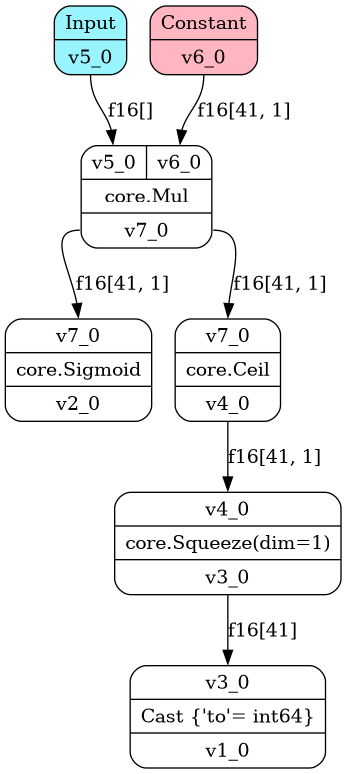 Input
v5_0
Constant
v6_0
f16[]
f16[41, 1]
v5_0
v6_0
core.Mul
v7_0
f16[41, 1]
f16[41, 1]
v7_0
core.Sigmoid
v2_0
v7_0
core.Ceil
v4_0
f16[41, 1]
v4_0
core.Squeeze(dim=1)
v3_0
f16[41]
v3_0
Cast {'to'= int64}
v1_0